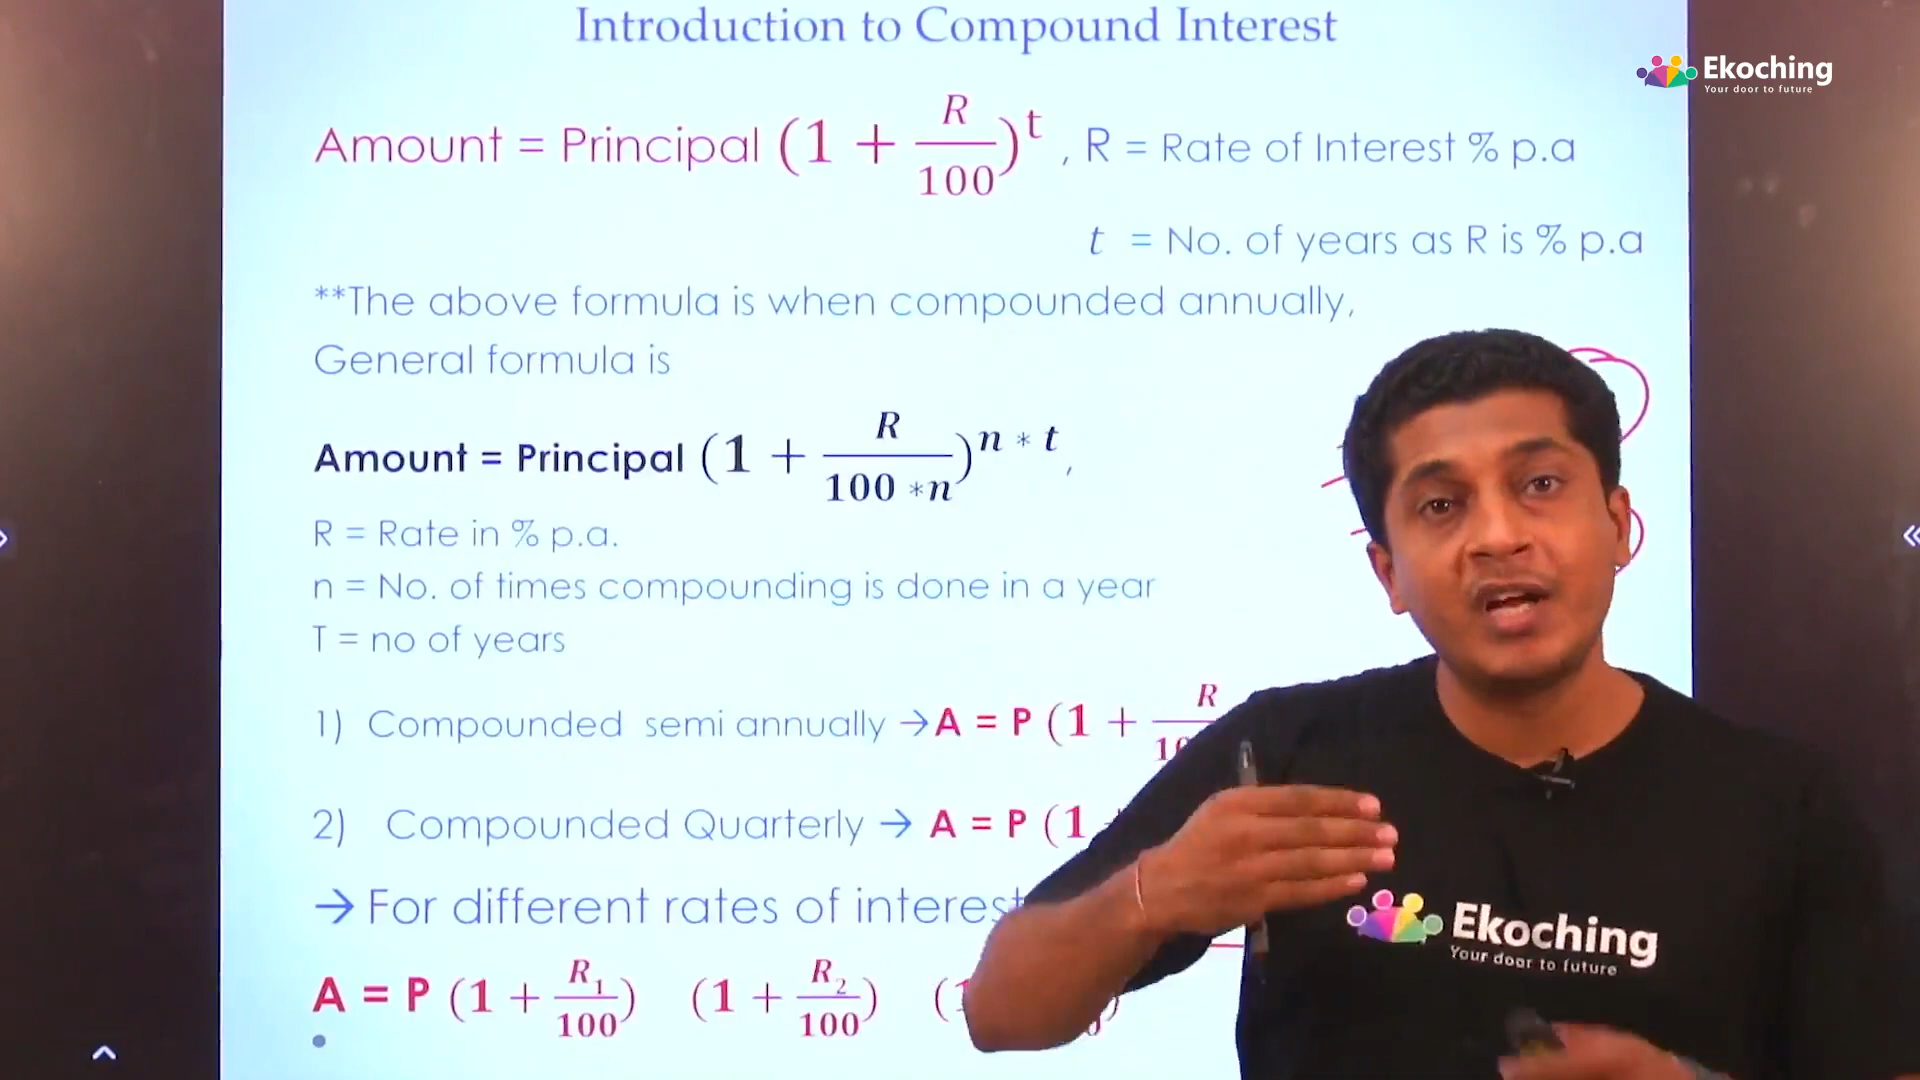 Introduction to Compound Interest
Ekoching
Your door to future
Amount = Principal (1 + R/100)^t , R = Rate of Interest % p.a
t = No. of years as R is % p.a
**The above formula is when compounded annually,
General formula is
Amount = Principal (1 + R/(100 *n))^(n * t) ,
R = Rate in % p.a.
n = No. of times compounding is done in a year
T = no of years
1) Compounded semi annually → A = P (1 + R
2) Compounded Quarterly → A = P (1
→ For different rates of interest
A = P (1 + R₁/100) (1 + R₂/100) (
Ekoching
Your door to future